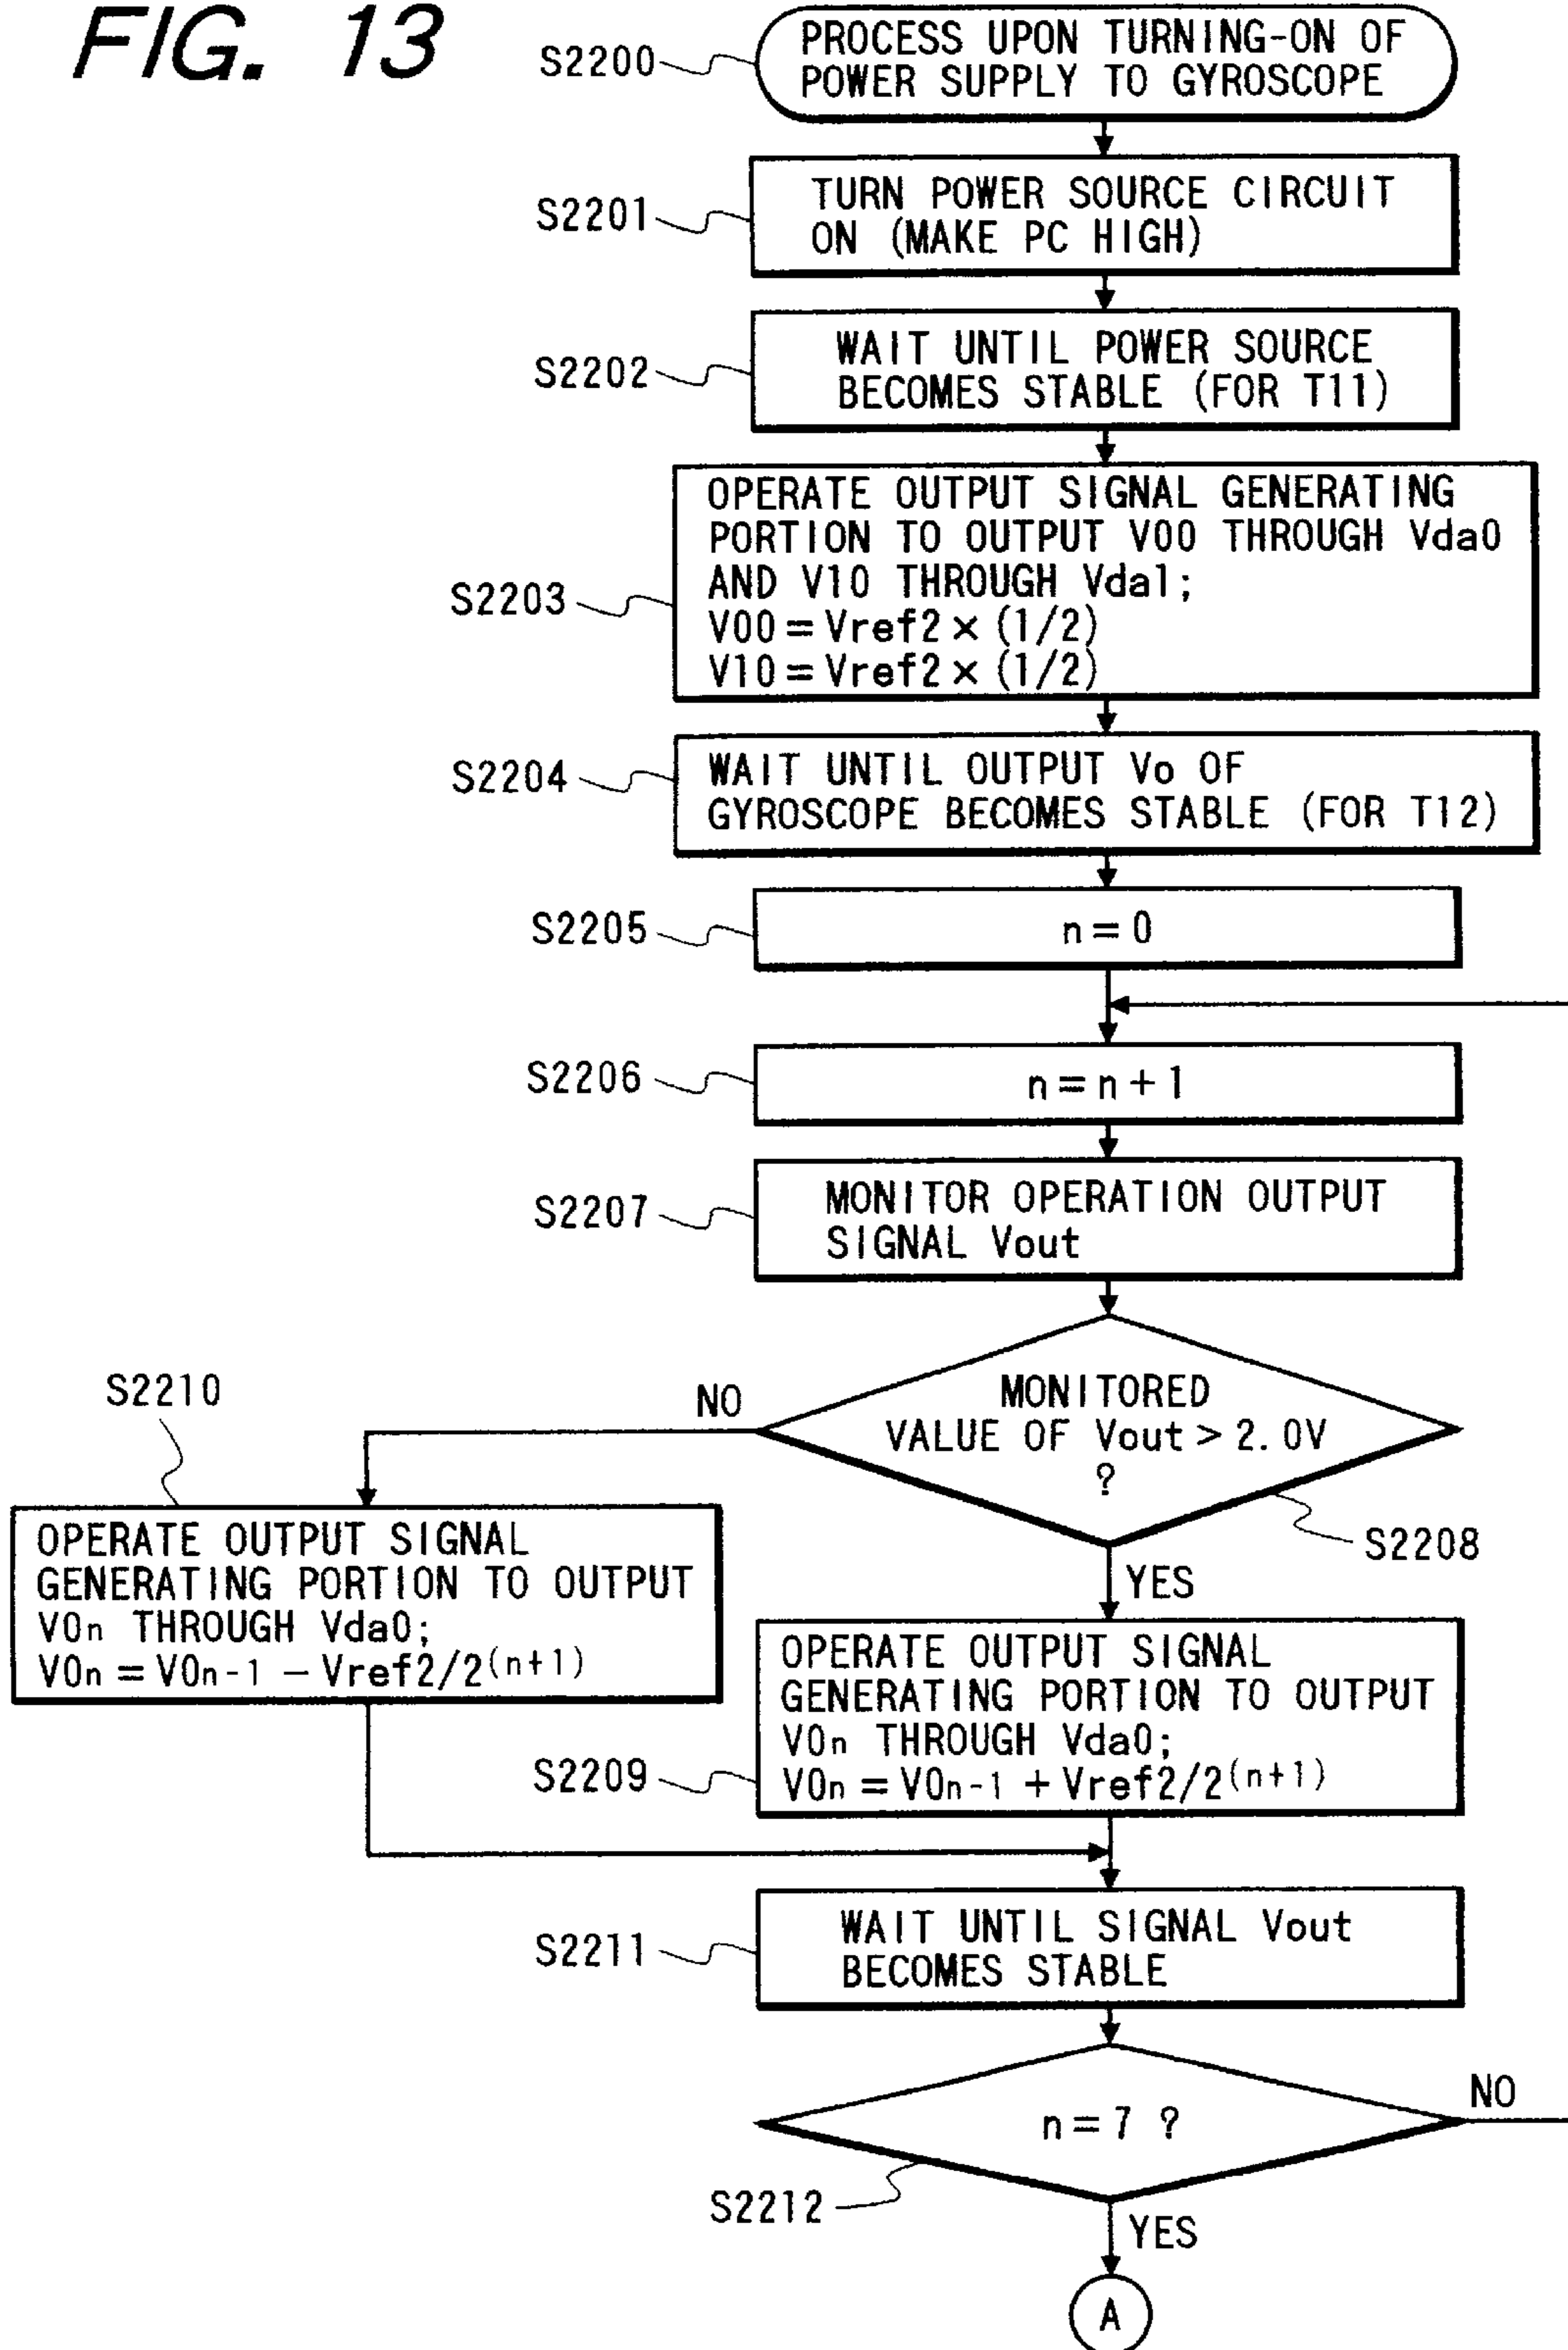 FIG. 13
S2200
PROCESS UPON TURNING-ON OF
POWER SUPPLY TO GYROSCOPE
S2201
TURN POWER SOURCE CIRCUIT
ON (MAKE PC HIGH)
S2202
WAIT UNTIL POWER SOURCE
BECOMES STABLE (FOR T11)
S2203
OPERATE OUTPUT SIGNAL GENERATING
PORTION TO OUTPUT V00 THROUGH Vda0
AND V10 THROUGH Vda1;
V00 = Vref2 × (1/2)
V10 = Vref2 × (1/2)
S2204
WAIT UNTIL OUTPUT Vo OF
GYROSCOPE BECOMES STABLE (FOR T12)
S2205
n = 0
S2206
n = n + 1
S2207
MONITOR OPERATION OUTPUT
SIGNAL Vout
S2208
MONITORED
VALUE OF Vout > 2.0V
?
NO
YES
S2210
OPERATE OUTPUT SIGNAL
GENERATING PORTION TO OUTPUT
V0n THROUGH Vda0;
V0n = V0n-1 − Vref2/2^(n+1)
S2209
OPERATE OUTPUT SIGNAL
GENERATING PORTION TO OUTPUT
V0n THROUGH Vda0;
V0n = V0n-1 + Vref2/2^(n+1)
S2211
WAIT UNTIL SIGNAL Vout
BECOMES STABLE
S2212
n = 7 ?
NO
YES
A